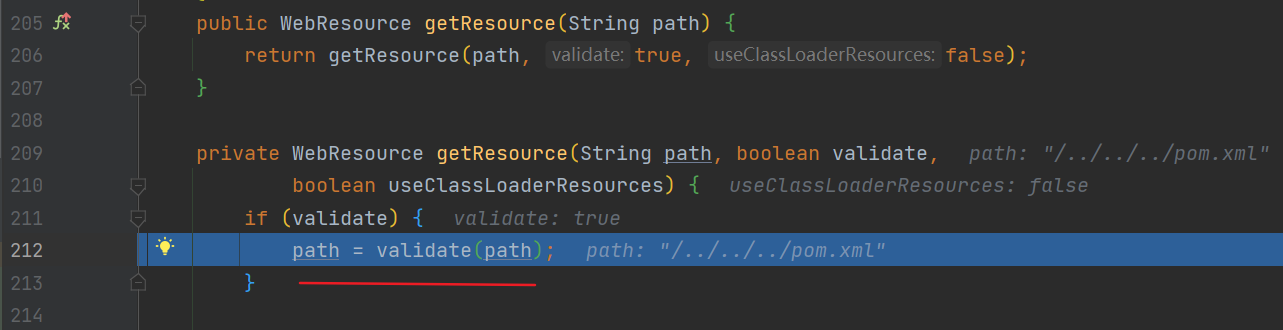 205 public WebResource getResource(String path) {
206 return getResource(path, validate: true, useClassLoaderResources: false);
207 }
208
209 private WebResource getResource(String path, boolean validate, path: "/../../../pom.xml"
210 boolean useClassLoaderResources) { useClassLoaderResources: false
211 if (validate) { validate: true
212 path = validate(path); path: "/../../../pom.xml"
213 }
214